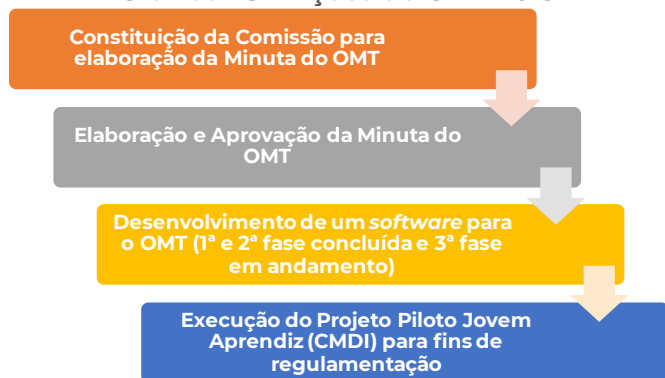 Constituição da Comissão para
elaboração da Minuta do OMT
Elaboração e Aprovação da Minuta do
OMT
Desenvolvimento de um software para
o OMT (1ª e 2ª fase concluída e 3ª fase
em andamento)
Execução do Projeto Piloto Jovem
Aprendiz (CMDI) para fins de
regulamentação